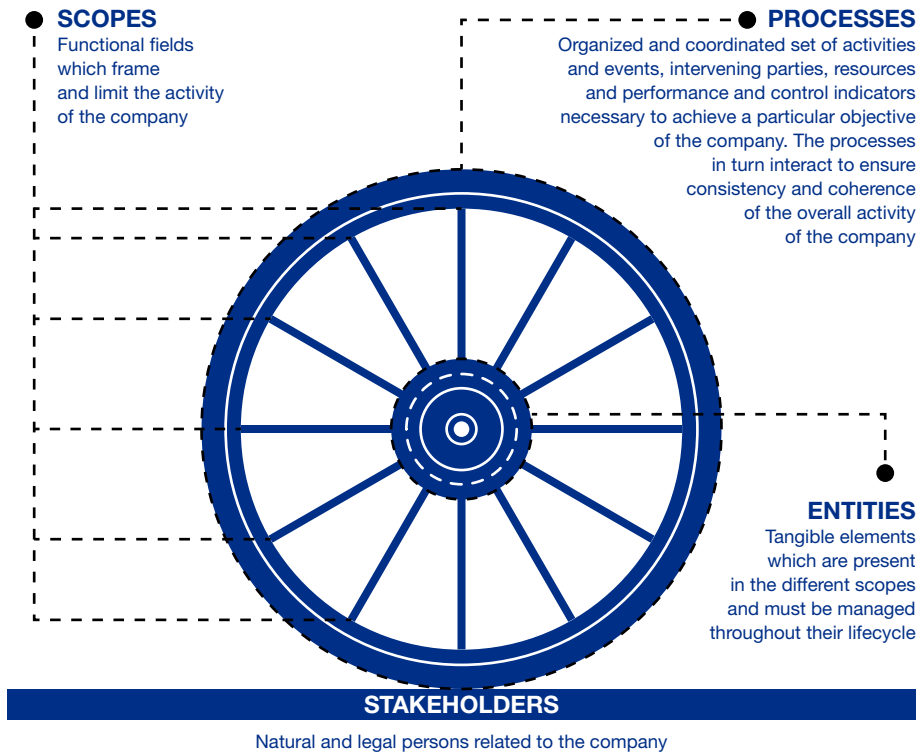 SCOPES
Functional fields
which frame
and limit the activity
of the company
PROCESSES
Organized and coordinated set of activities
and events, intervening parties, resources
and performance and control indicators
necessary to achieve a particular objective
of the company. The processes
in turn interact to ensure
consistency and coherence
of the overall activity
of the company
ENTITIES
Tangible elements
which are present
in the different scopes
and must be managed
throughout their lifecycle
STAKEHOLDERS
Natural and legal persons related to the company